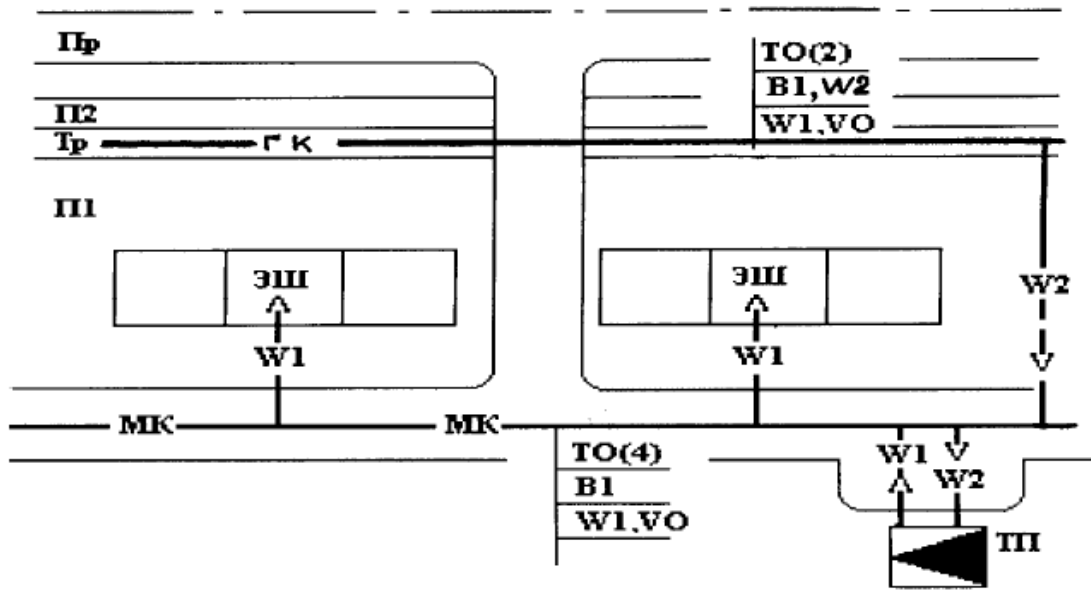 Пр
ТО(2)
В1,W2
W1,VO
П2
Тр ГК
П1
ЭШ ЭШ
W2
W1 W1
МК МК
ТО(4)
В1
W1,VO
W1
W2
ТП